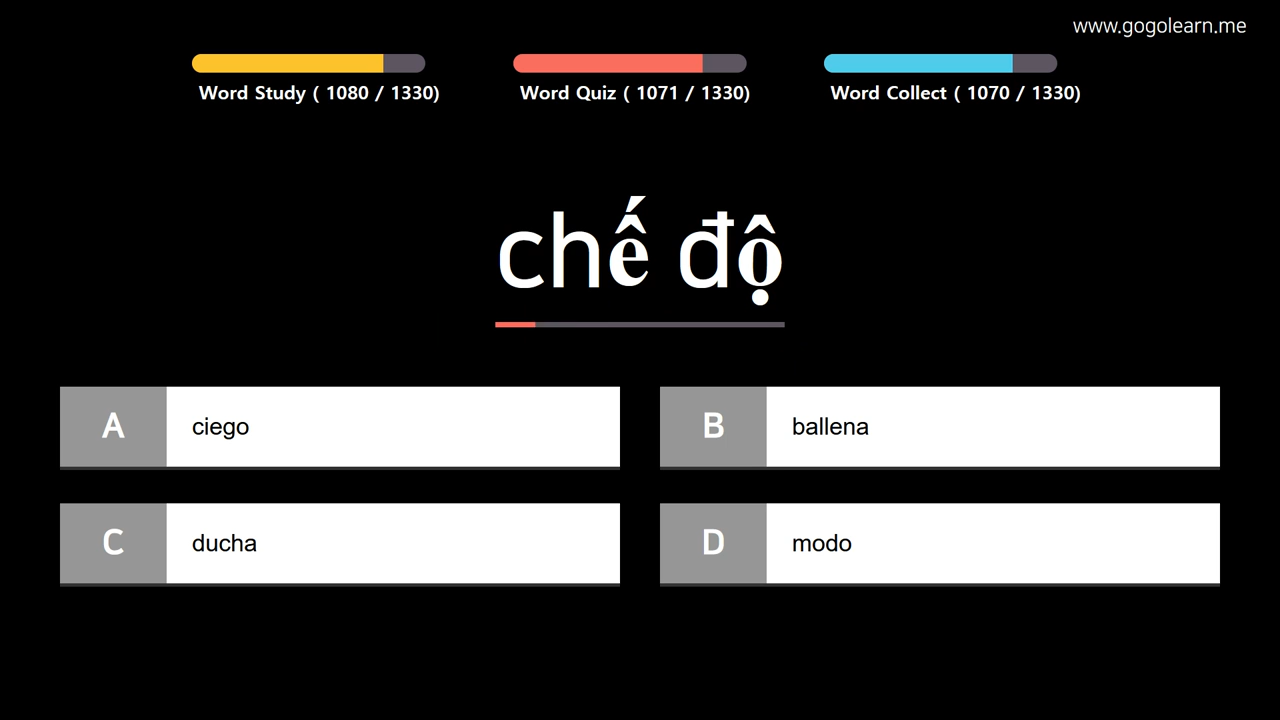 www.gogolearn.me
Word Study ( 1080 / 1330)
Word Quiz ( 1071 / 1330)
Word Collect ( 1070 / 1330)
chế độ
A ciego
B ballena
C ducha
D modo